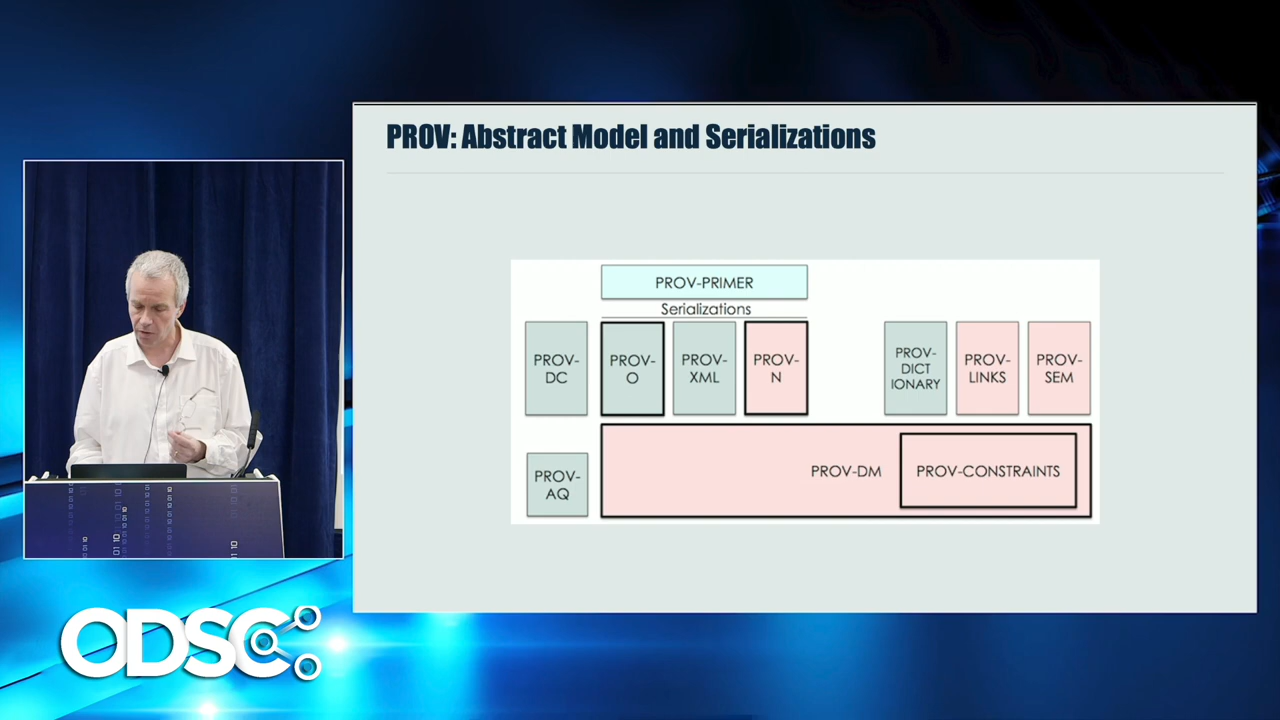 PROV: Abstract Model and Serializations
PROV-PRIMER
Serializations
PROV-
DC
PROV-
O
PROV-
XML
PROV-
N
PROV-
DICT
IONARY
PROV-
LINKS
PROV-
SEM
PROV-
AQ
PROV-DM
PROV-CONSTRAINTS
ODSC